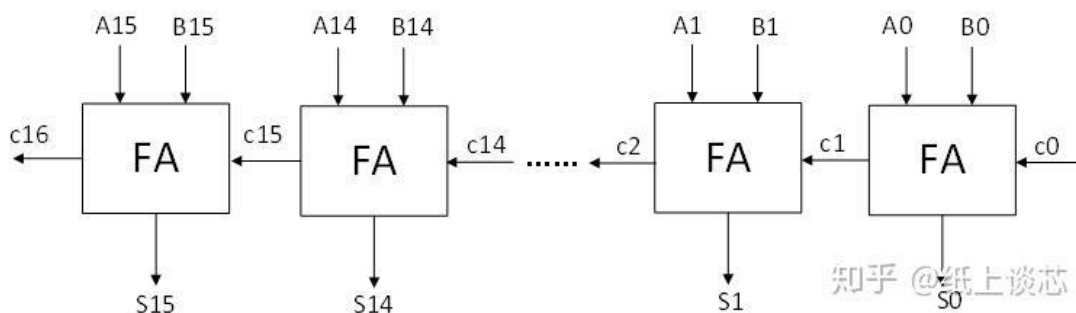 A15 B15 A14 B14 A1 B1 A0 B0
c16 FA c15 FA c14 ...... c2 FA c1 FA c0
S15 S14 S1 S0
知乎 @纸上谈芯